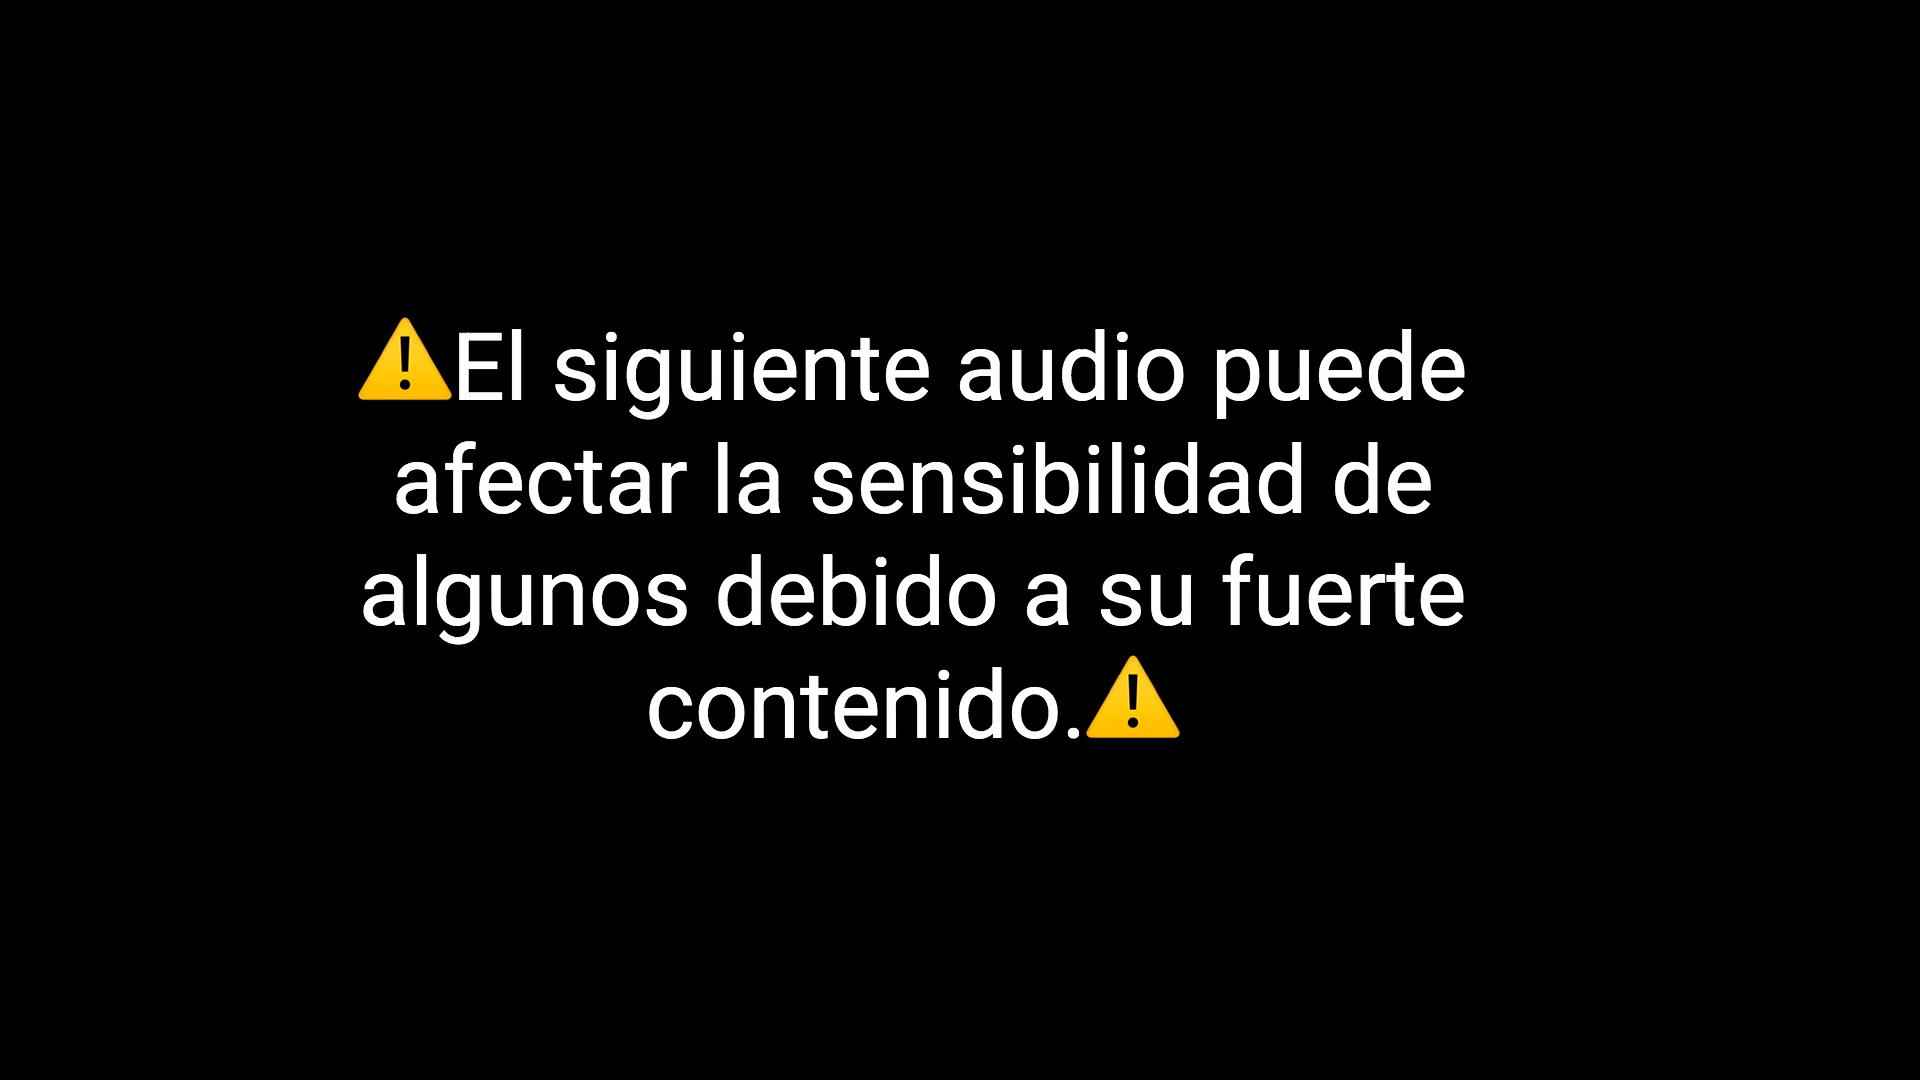 ⚠️El siguiente audio puede
afectar la sensibilidad de
algunos debido a su fuerte
contenido.⚠️